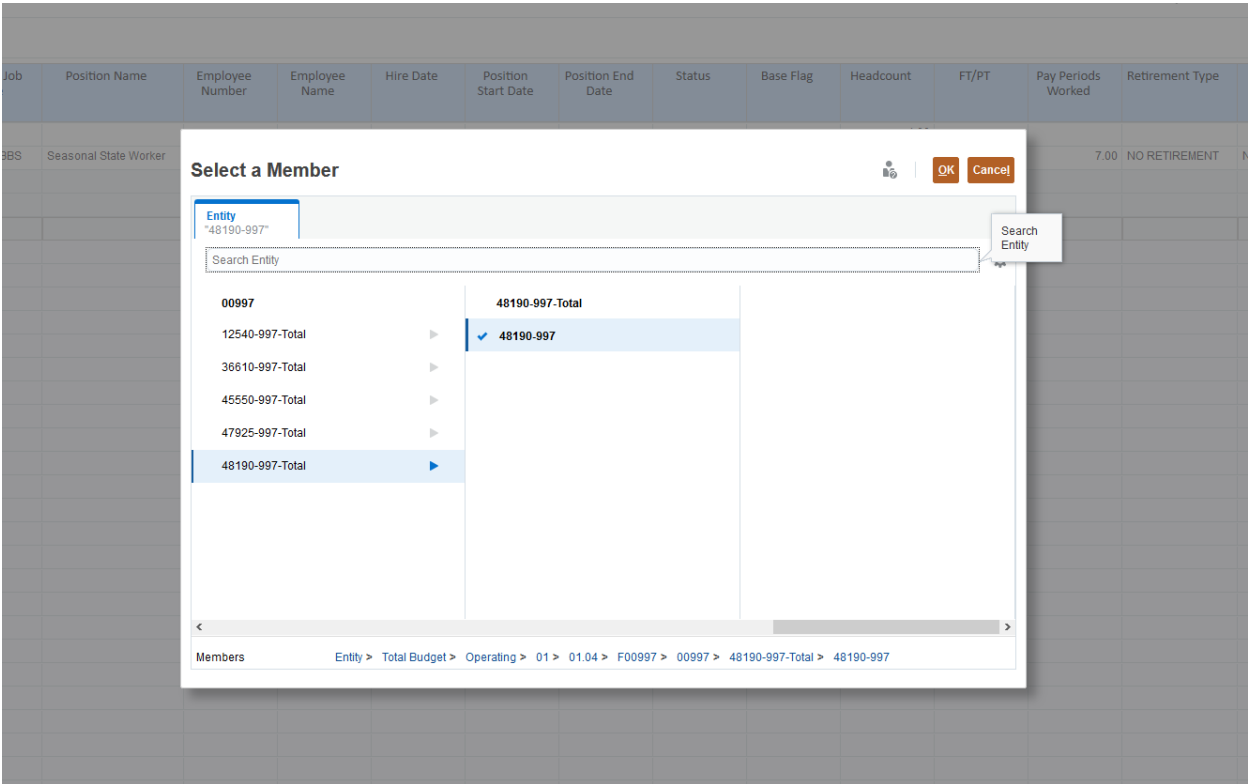 Job Position Name Employee Number Employee Name Hire Date Position Start Date Position End Date Status Base Flag Headcount FT/PT Pay Periods Worked Retirement Type
BBS Seasonal State Worker 7.00 NO RETIREMENT N
Select a Member
OK Cancel
Entity
"48190-997"
Search Entity
Search Entity
00997 48190-997-Total
12540-997-Total 48190-997
36610-997-Total
45550-997-Total
47925-997-Total
48190-997-Total
Members Entity > Total Budget > Operating > 01 > 01.04 > F00997 > 00997 > 48190-997-Total > 48190-997